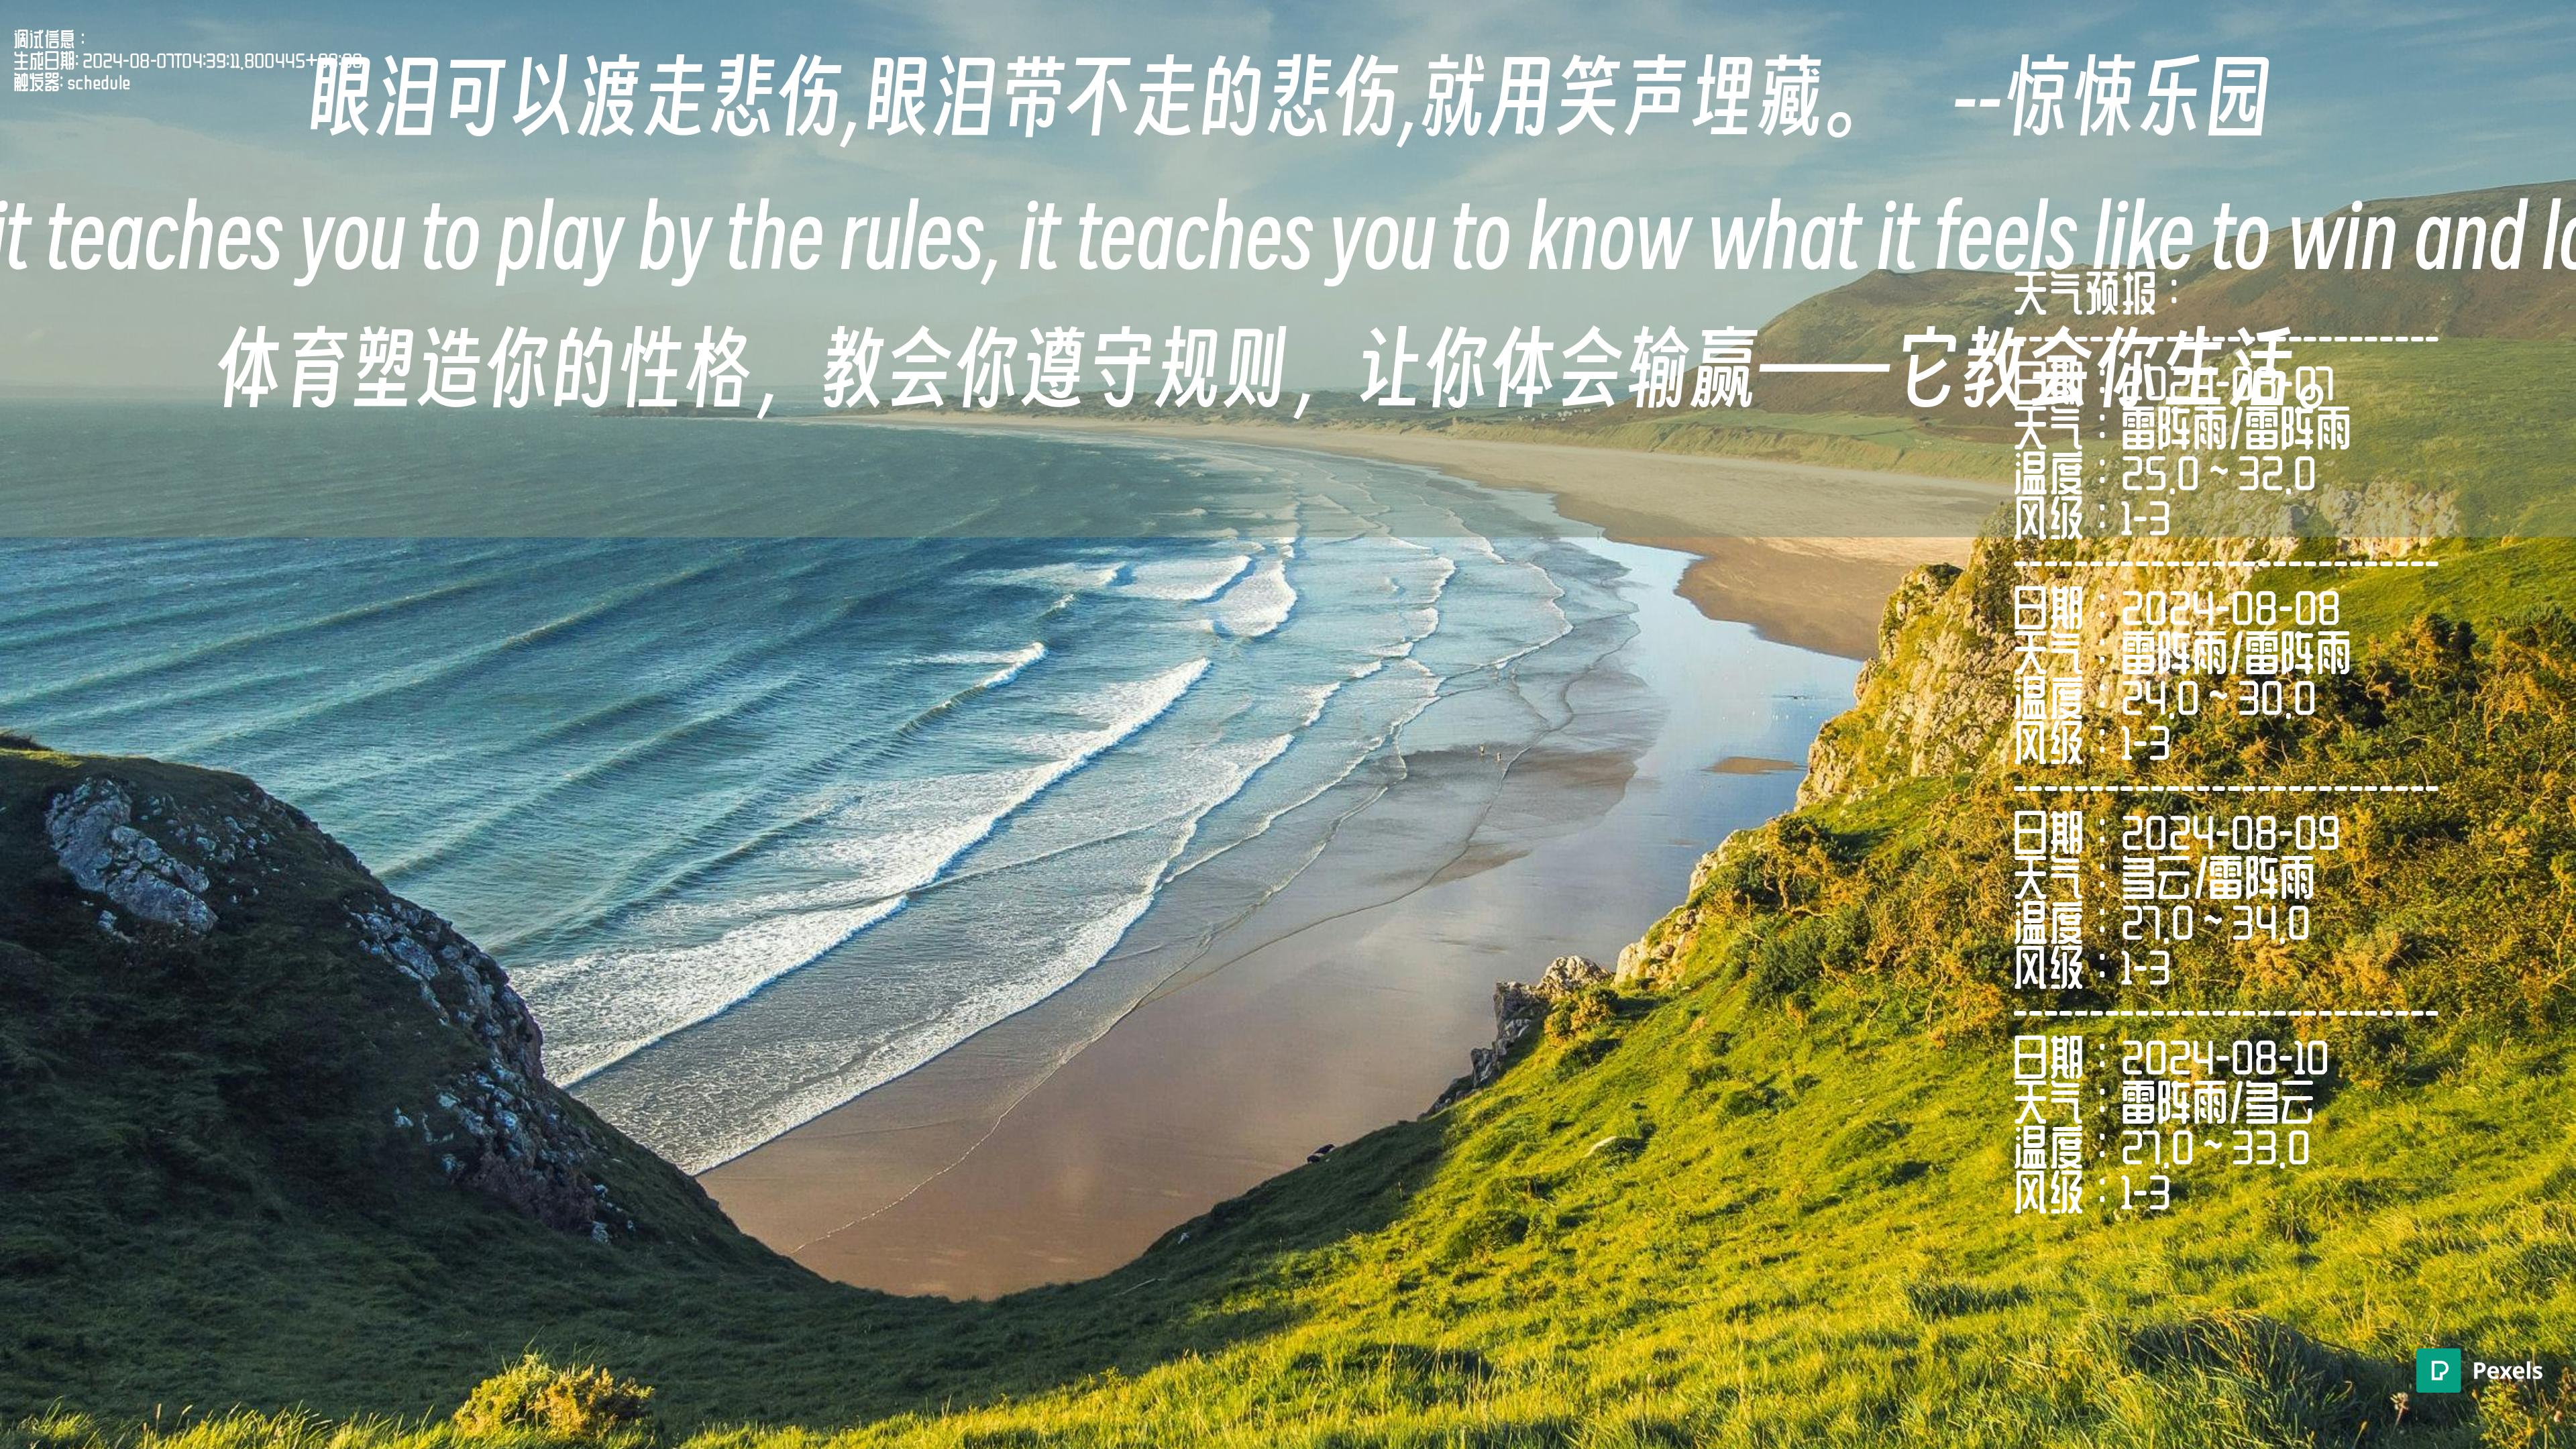 调试信息：
生成日期: 2024-08-07T04:39:11.800445+
触发器: schedule
眼泪可以渡走悲伤,眼泪带不走的悲伤,就用笑声埋藏。 --惊悚乐园
it teaches you to play by the rules, it teaches you to know what it feels like to win and
体育塑造你的性格，教会你遵守规则，让你体会输赢——它教会你生活。
天气预报：
----------------------------
日期：2024-08-07
天气：雷阵雨/雷阵雨
温度：25.0 ~ 32.0
风级：1-3
----------------------------
日期：2024-08-08
天气：雷阵雨/雷阵雨
温度：24.0 ~ 30.0
风级：1-3
----------------------------
日期：2024-08-09
天气：多云/雷阵雨
温度：27.0 ~ 34.0
风级：1-3
----------------------------
日期：2024-08-10
天气：雷阵雨/多云
温度：27.0 ~ 33.0
风级：1-3
Pexels